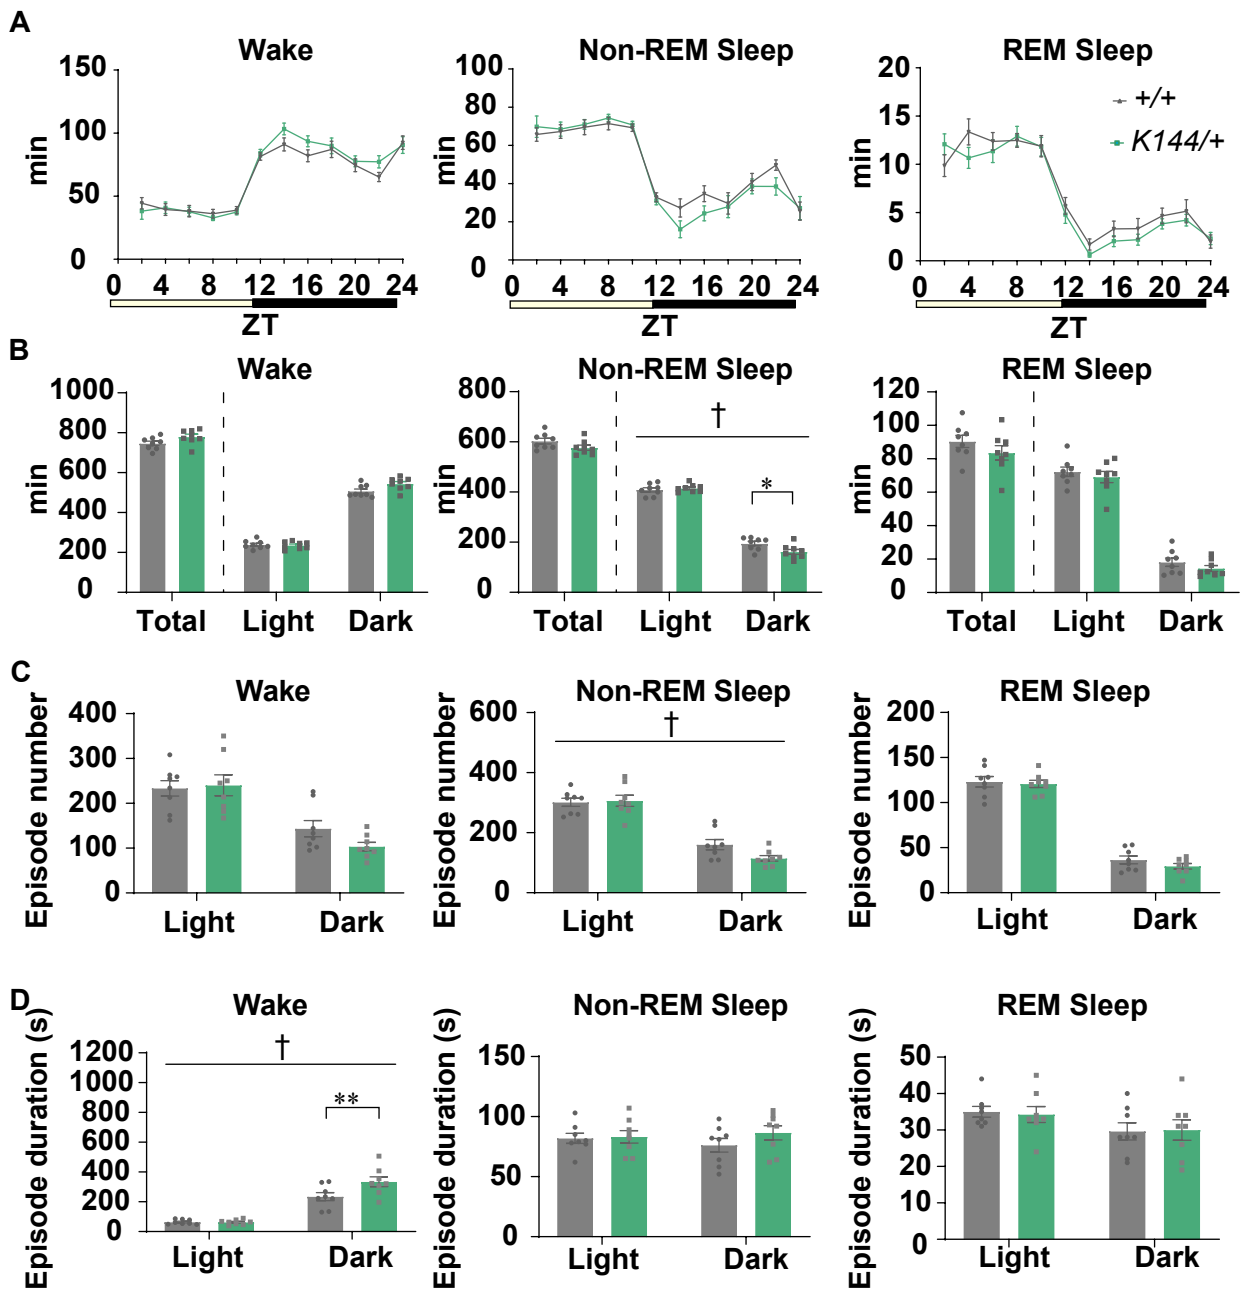 A
Wake
Non-REM Sleep
REM Sleep
min
150
100
50
0
0 4 8 12 16 20 24
ZT
min
100
80
60
40
20
0
0 4 8 12 16 20 24
ZT
min
20
15
10
5
0
0 4 8 12 16 20 24
ZT
+/+
K144/+
B
Wake
Non-REM Sleep
REM Sleep
min
1000
800
600
400
200
0
Total Light Dark
min
800
600
400
200
0
†
*
Total Light Dark
min
120
100
80
60
40
20
0
Total Light Dark
C
Wake
Non-REM Sleep
REM Sleep
Episode number
400
300
200
100
0
Light Dark
Episode number
600
400
200
0
†
Light Dark
Episode number
200
150
100
50
0
Light Dark
D
Wake
Non-REM Sleep
REM Sleep
Episode duration (s)
1200
1000
800
600
400
200
0
†
**
Light Dark
Episode duration (s)
150
100
50
0
Light Dark
Episode duration (s)
50
40
30
20
10
0
Light Dark